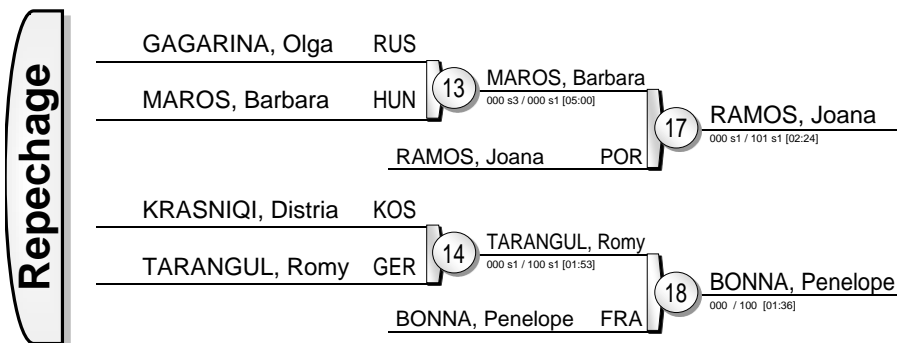 Repechage
GAGARINA, Olga RUS
MAROS, Barbara HUN
13
MAROS, Barbara
000 s3 / 000 s1 [05:00]
RAMOS, Joana POR
17
RAMOS, Joana
000 s1 / 101 s1 [02:24]
KRASNIQI, Distria KOS
TARANGUL, Romy GER
14
TARANGUL, Romy
000 s1 / 100 s1 [01:53]
BONNA, Penelope FRA
18
BONNA, Penelope
000 / 100 [01:36]